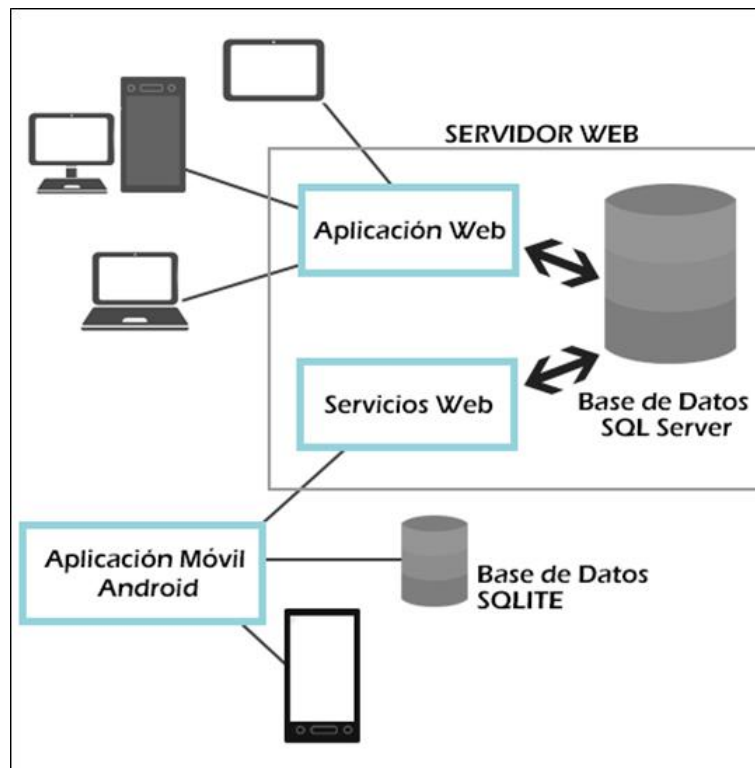 SERVIDOR WEB
Aplicación Web
Servicios Web
Base de Datos
SQL Server
Aplicación Móvil
Android
Base de Datos
SQLITE